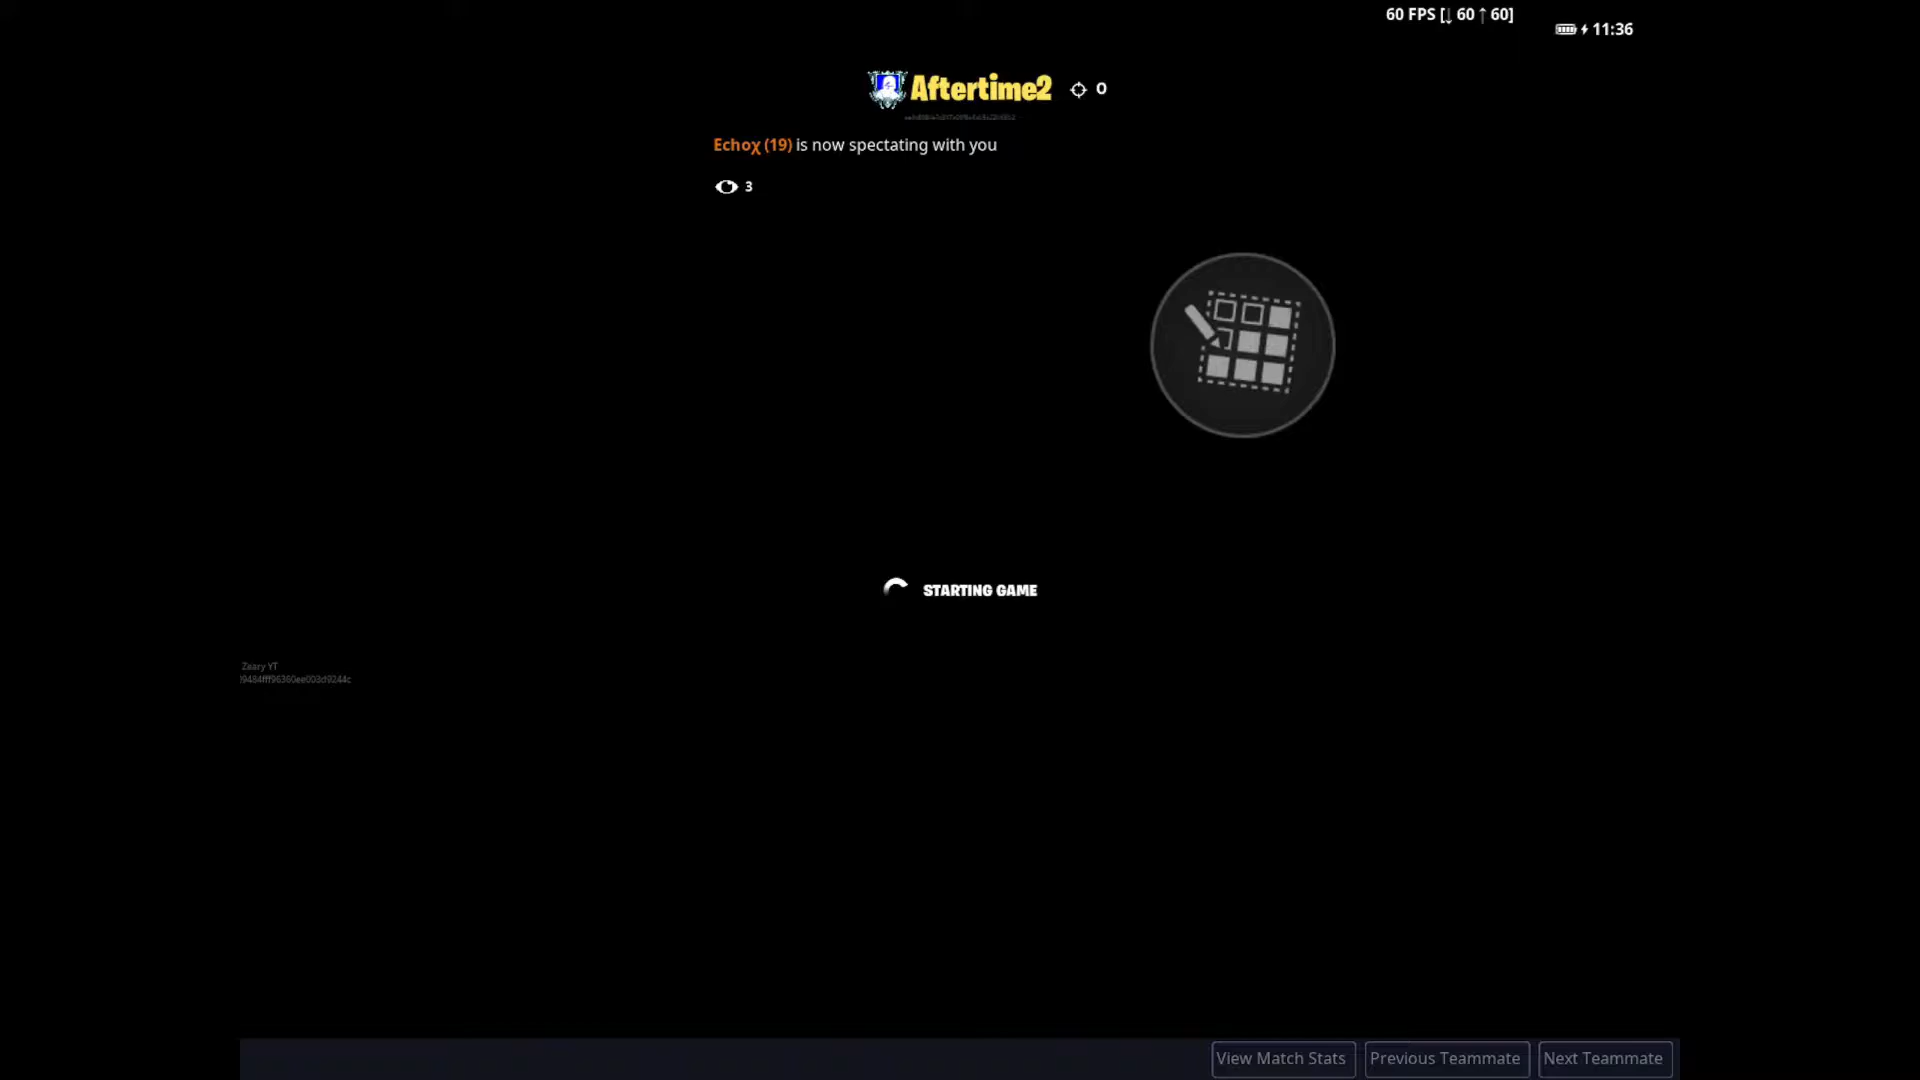 60 FPS [↓ 60 ↑ 60]
11:36
Aftertime2 0
Echoχ (19) is now spectating with you
3
STARTING GAME
Zeary YT
View Match Stats
Previous Teammate
Next Teammate